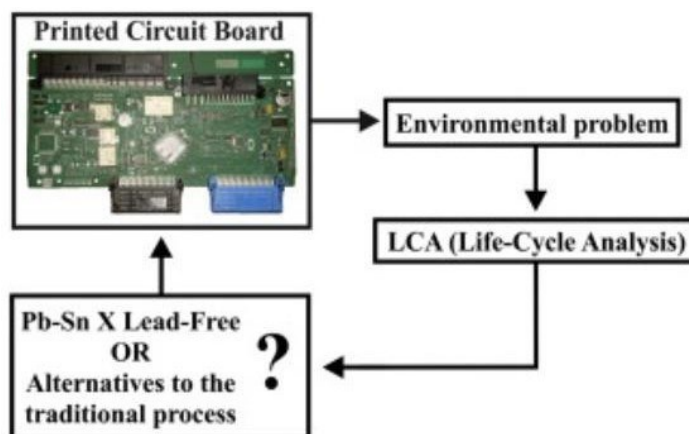 Printed Circuit Board
Environmental problem
LCA (Life-Cycle Analysis)
Pb-Sn X Lead-Free
OR
Alternatives to the
traditional process
?